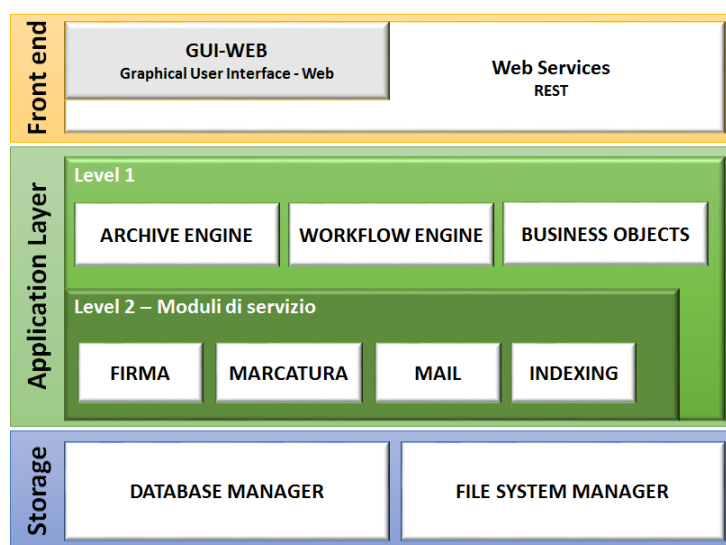 Front end
GUI-WEB
Graphical User Interface - Web
Web Services
REST
Application Layer
Level 1
ARCHIVE ENGINE
WORKFLOW ENGINE
BUSINESS OBJECTS
Level 2 – Moduli di servizio
FIRMA
MARCATURA
MAIL
INDEXING
Storage
DATABASE MANAGER
FILE SYSTEM MANAGER